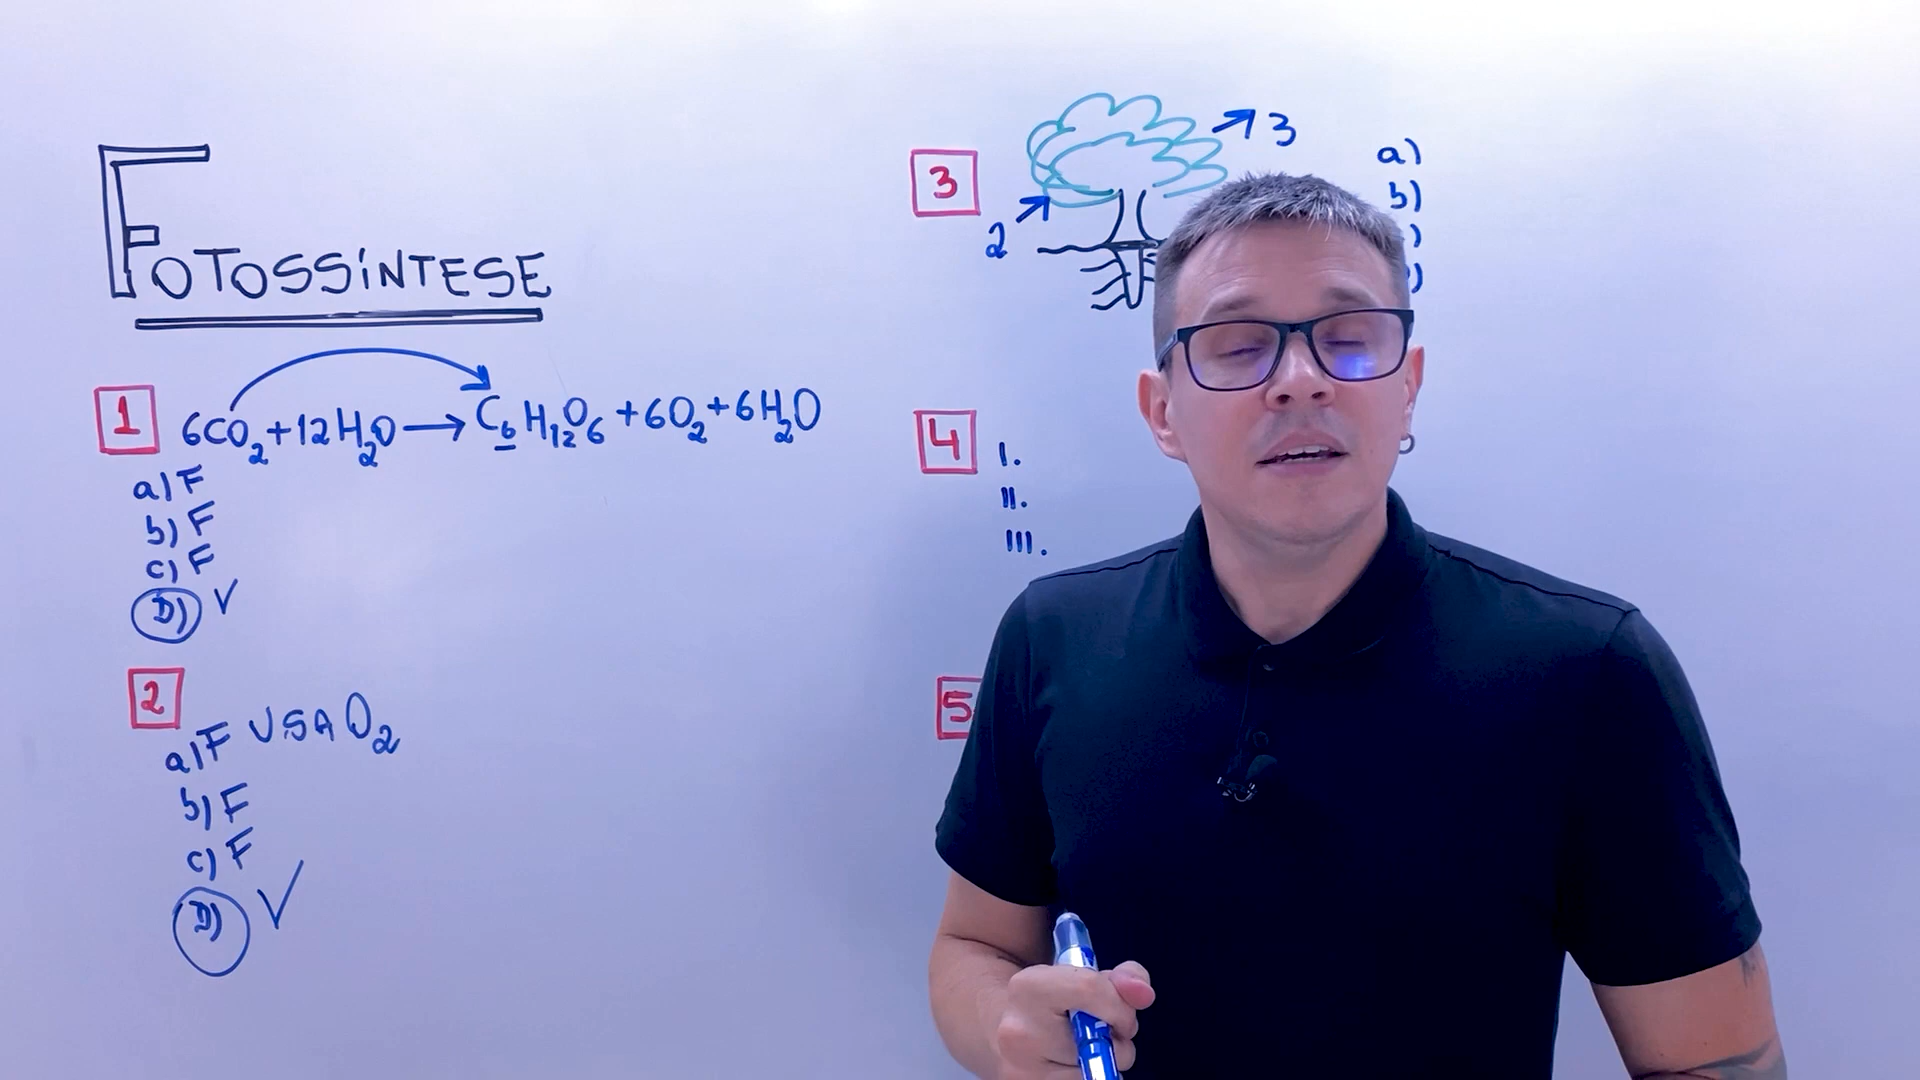 FOTOSSÍNTESE
1
6CO2+12H2O→C6H12O6+6O2+6H2O
a) F
b) F
c) F
D) V
2
a) F USA O2
b) F
c) F
D) V
3
3
2
a)
b)
)
)
4
I.
II.
III.
5